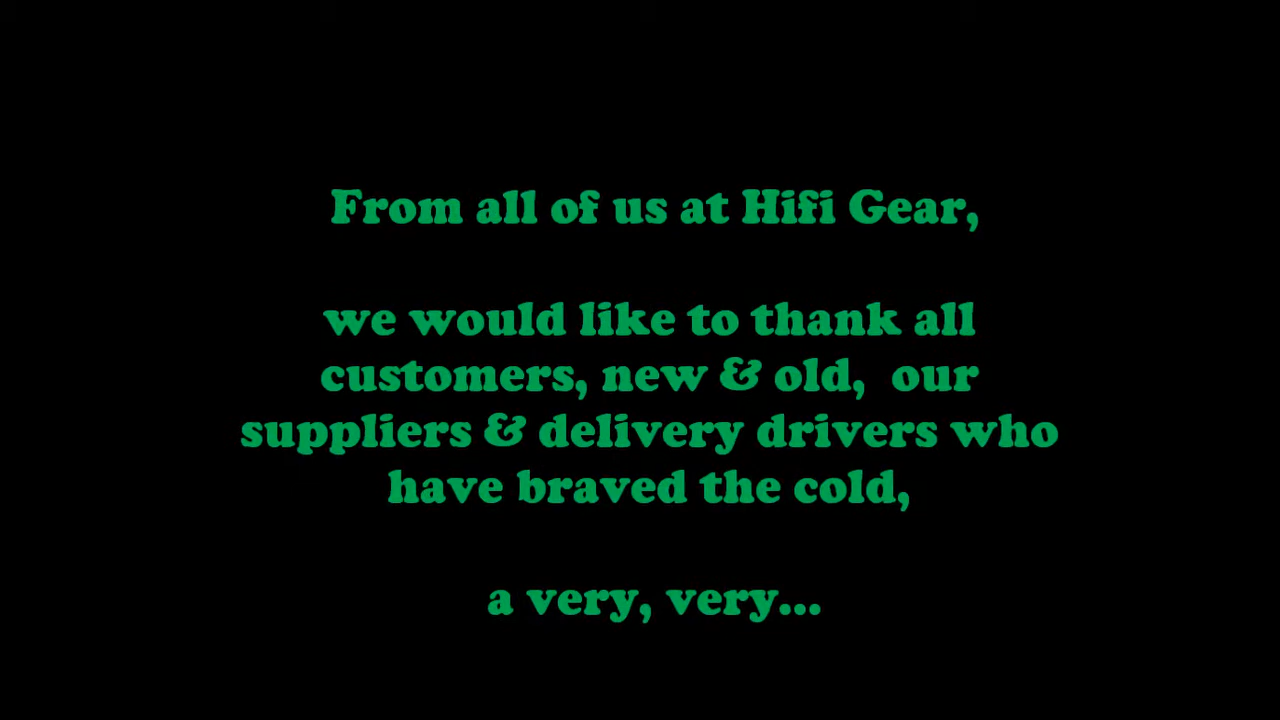 From all of us at Hifi Gear,
we would like to thank all
customers, new & old,  our
suppliers & delivery drivers who
have braved the cold,
a very, very...